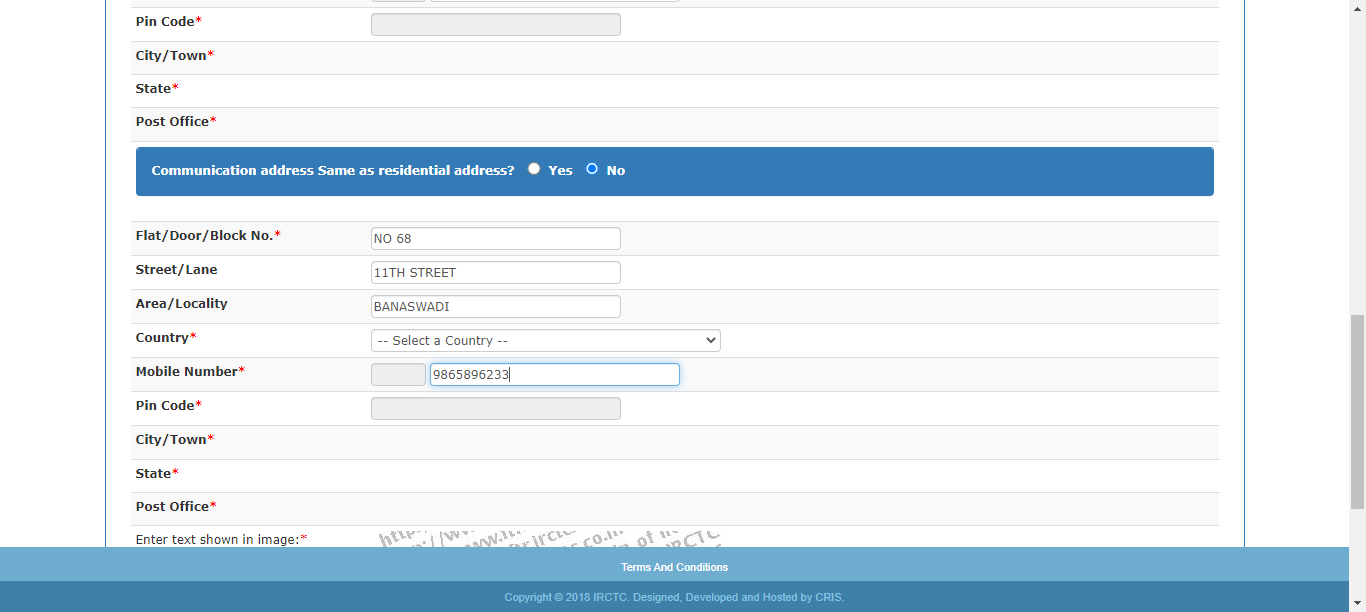 Pin Code*
City/Town*
State*
Post Office*
Communication address Same as residential address? Yes No
Flat/Door/Block No.* NO 68
Street/Lane 11TH STREET
Area/Locality BANASWADI
Country* -- Select a Country --
Mobile Number* 9865896233
Pin Code*
City/Town*
State*
Post Office*
Enter text shown in image:*
Terms And Conditions
Copyright © 2018 IRCTC. Designed, Developed and Hosted by CRIS.